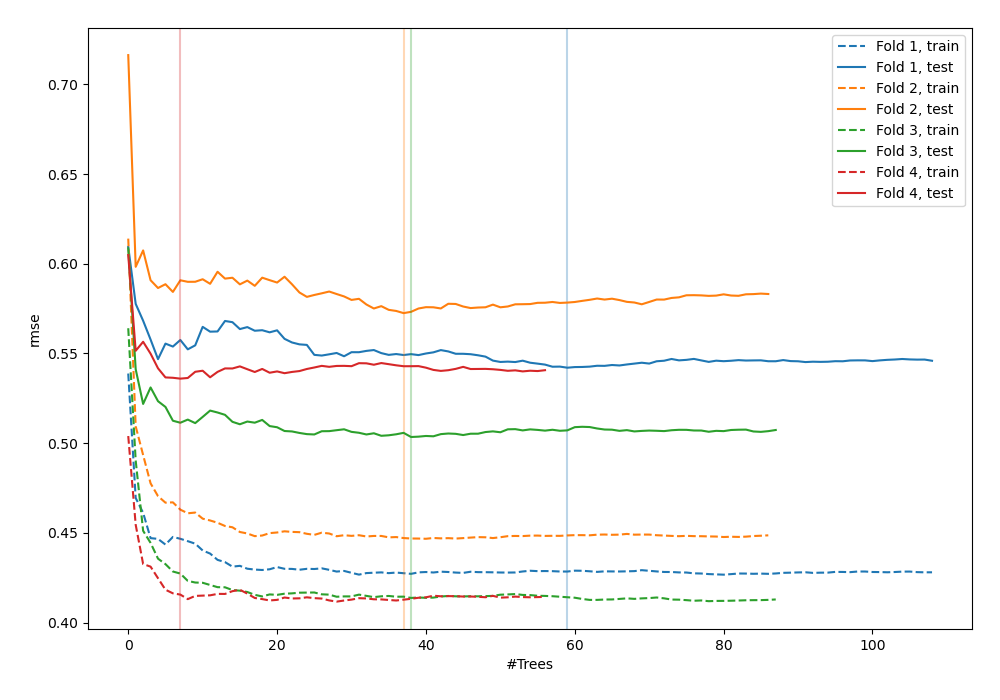 rmse
0.70
0.65
0.60
0.55
0.50
0.45
0.40
0
20
40
60
80
100
#Trees
Fold 1, train
Fold 1, test
Fold 2, train
Fold 2, test
Fold 3, train
Fold 3, test
Fold 4, train
Fold 4, test